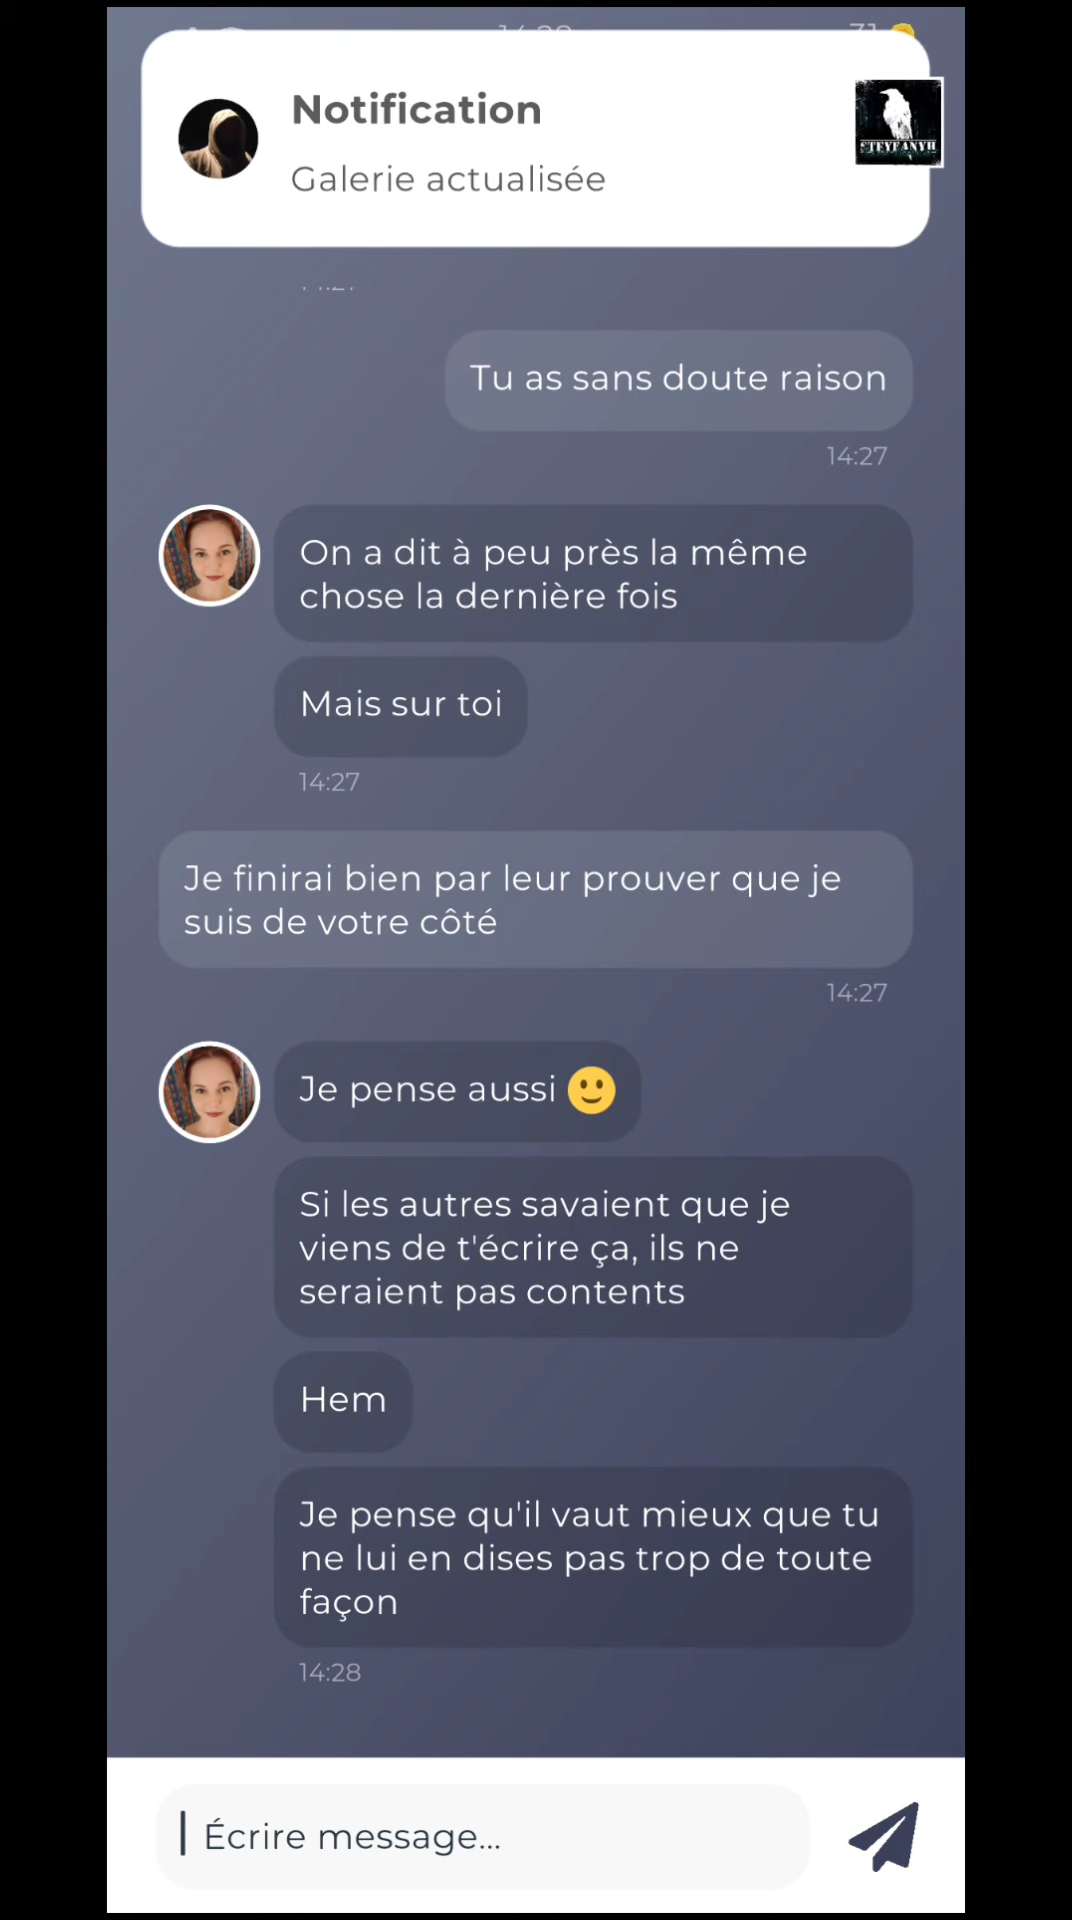 Notification
Galerie actualisée
STEYFANYH
Tu as sans doute raison
14:27
On a dit à peu près la même
chose la dernière fois
Mais sur toi
14:27
Je finirai bien par leur prouver que je
suis de votre côté
14:27
Je pense aussi 🙂
Si les autres savaient que je
viens de t'écrire ça, ils ne
seraient pas contents
Hem
Je pense qu'il vaut mieux que tu
ne lui en dises pas trop de toute
façon
14:28
Écrire message...